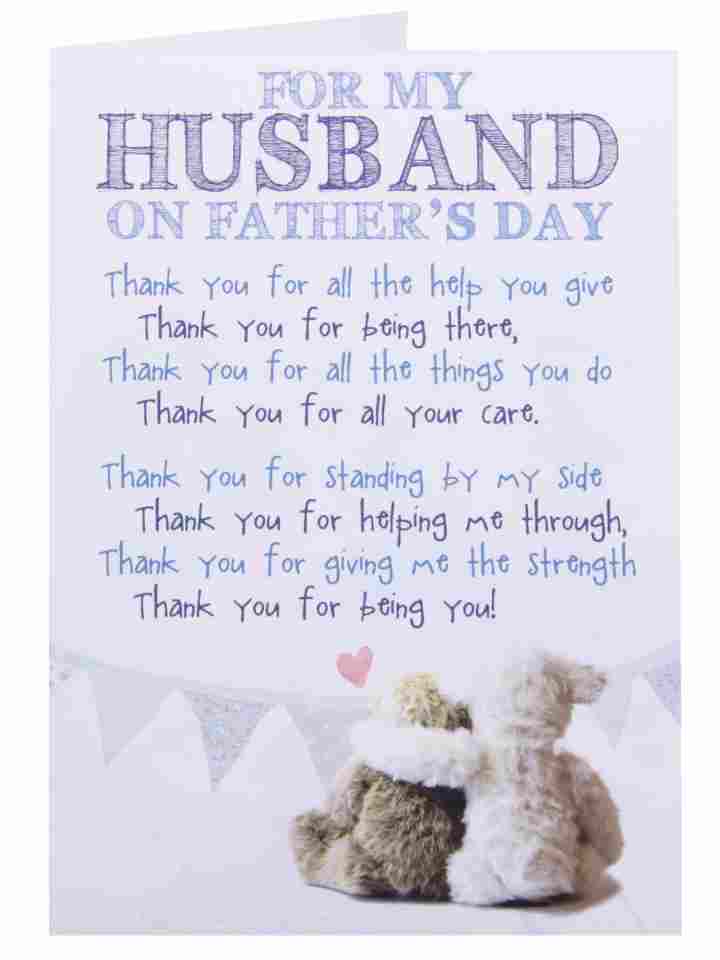 FOR MY
HUSBAND
ON FATHER'S DAY
Thank you for all the help you give
Thank you for being there,
Thank you for all the things you do
Thank you for all your care.
Thank you for standing by my side
Thank you for helping me through,
Thank you for giving me the strength
Thank you for being you!